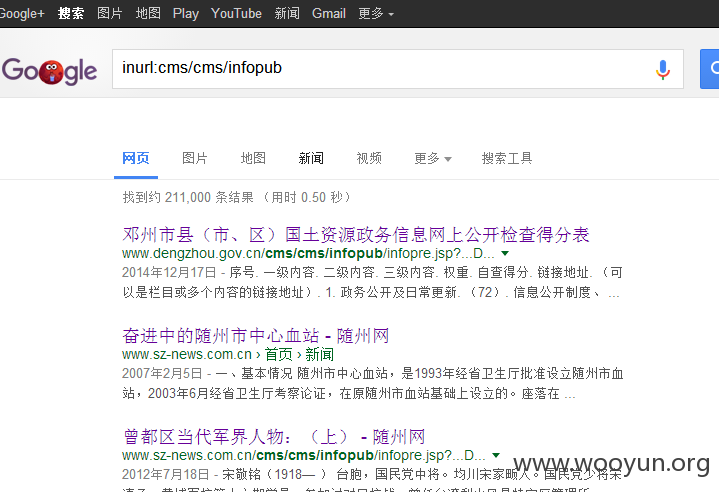 Google+ 搜索 图片 地图 Play YouTube 新闻 Gmail 更多
Google inurl:cms/cms/infopub
网页 图片 地图 新闻 视频 更多 搜索工具
找到约 211,000 条结果 （用时 0.50 秒）
邓州市县（市、区）国土资源政务信息网上公开检查得分表
www.dengzhou.gov.cn/cms/cms/infopub/infopre.jsp?...D...
2014年12月17日 - 序号. 一级内容. 二级内容. 三级内容. 权重. 自查得分. 链接地址. （可
以是栏目或多个内容的链接地址）. 1. 政务公开及日常更新. （72）. 信息公开制度、 ...
奋进中的随州市中心血站 - 随州网
www.sz-news.com.cn › 首页 › 新闻
2007年2月5日 - 一、基本情况 随州市中心血站，是1993年经省卫生厅批准设立随州市血
站，2003年6月经省卫生厅考察论证，在原随州市血站基础上设立的。座落在 ...
曾都区当代军界人物：（上） - 随州网
www.sz-news.com.cn/cms/cms/infopub/infopre.jsp?...D...
2012年7月18日 - 宋敬铭（1918— ） 台胞，国民党中将。均川宋家畈人。国民党少将宋
www.wooyun.org